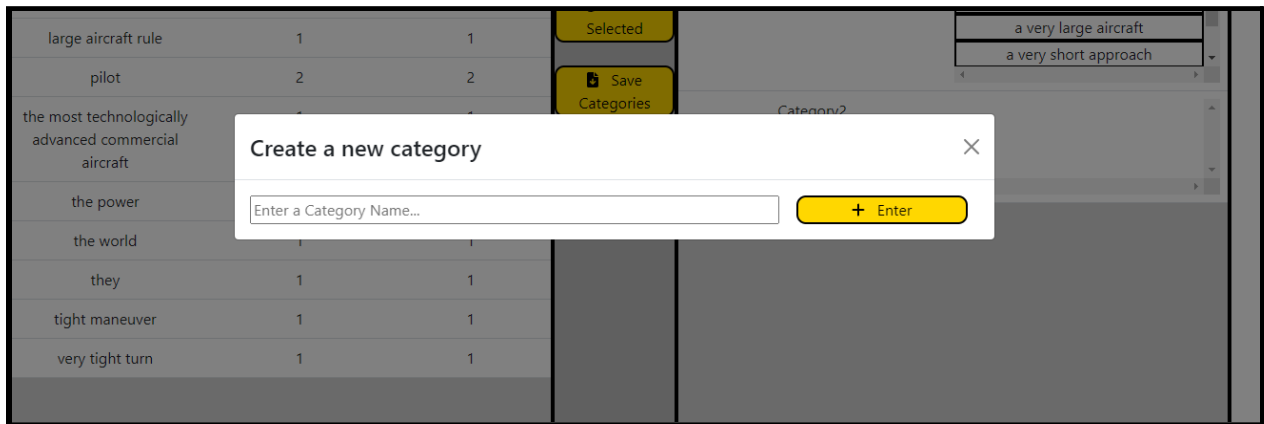 Selected
a very large aircraft
large aircraft rule 1 1
a very short approach
pilot 2 2
Save
Categories
the most technologically
advanced commercial
aircraft
Category2
Create a new category
the power
Enter a Category Name...
+ Enter
the world 1 1
they 1 1
tight maneuver 1 1
very tight turn 1 1